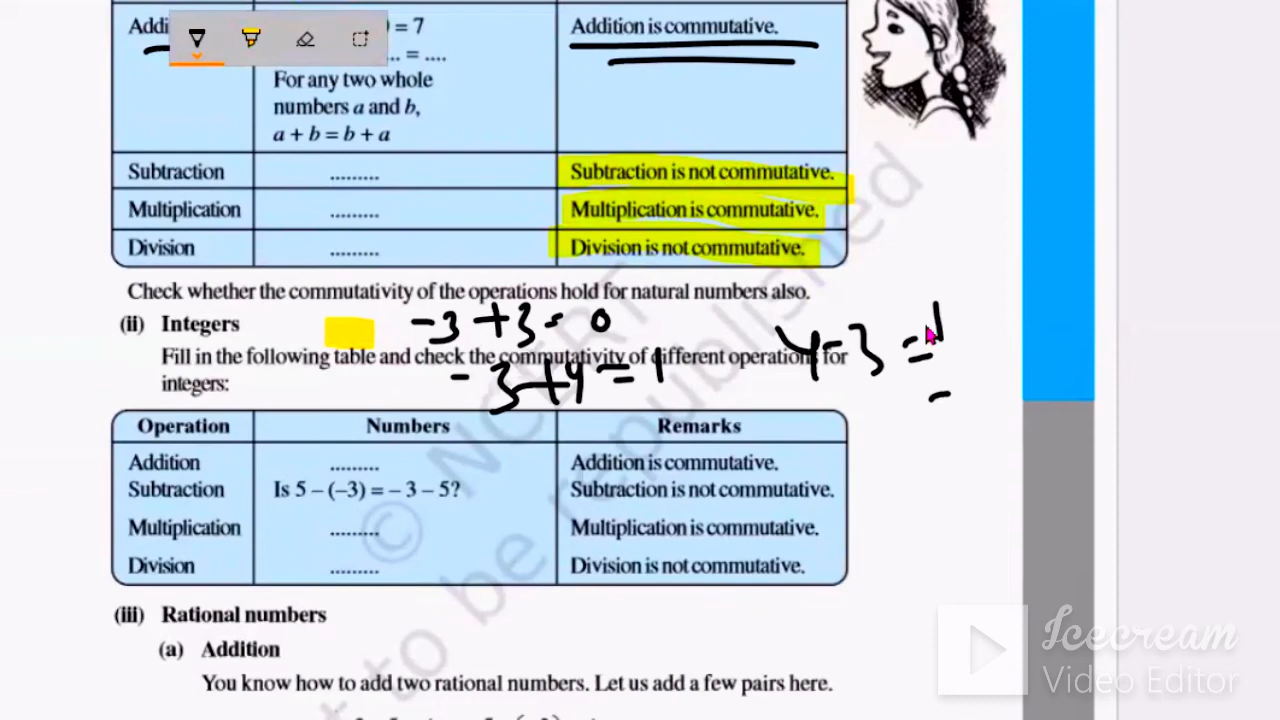 Addi = 7 Addition is commutative.
... = ....
For any two whole
numbers a and b,
a + b = b + a
Subtraction ......... Subtraction is not commutative.
Multiplication ......... Multiplication is commutative.
Division ......... Division is not commutative.
Check whether the commutativity of the operations hold for natural numbers also.
-3 +3 = 0
(ii) Integers
4-3 = 1
Fill in the following table and check the commutativity of different operations for
-3+4 = 1
integers:
Operation Numbers Remarks
Addition ......... Addition is commutative.
Subtraction Is 5 – (–3) = – 3 – 5? Subtraction is not commutative.
Multiplication ......... Multiplication is commutative.
Division ......... Division is not commutative.
(iii) Rational numbers
(a) Addition
You know how to add two rational numbers. Let us add a few pairs here.
© NCERT
not to be republished
Icecream
Video Editor